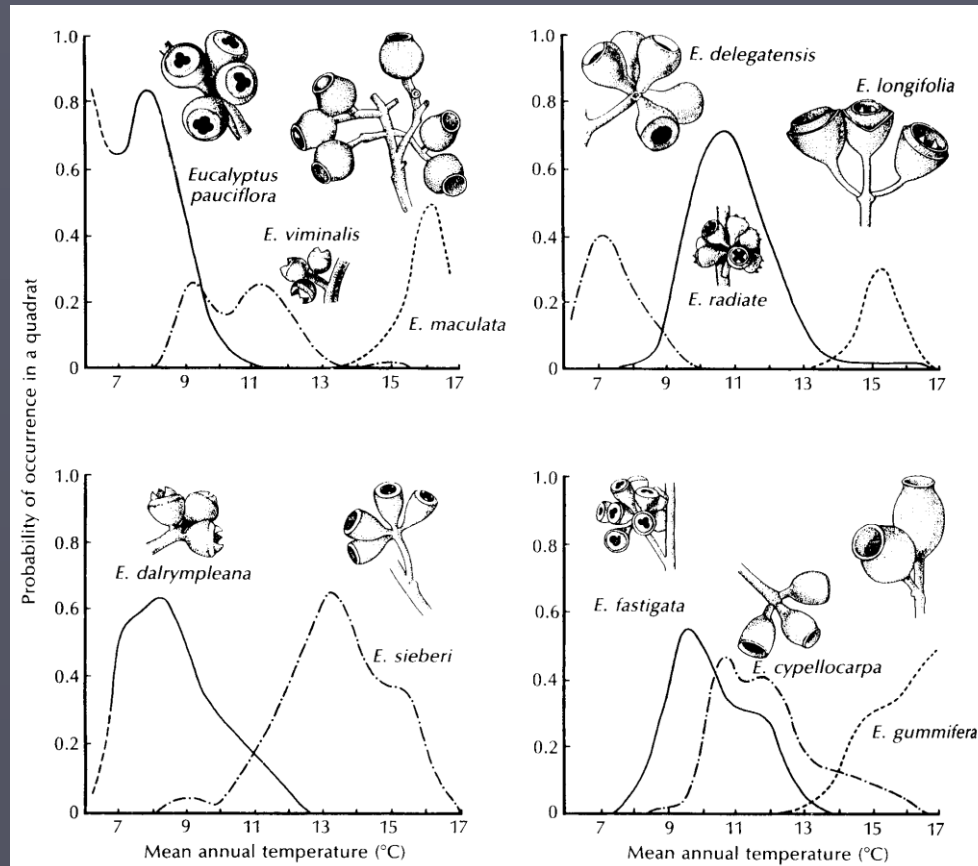 Probability of occurrence in a quadrat
1.0
0.8
0.6
0.4
0.2
0
Eucalyptus
pauciflora
E. viminalis
E. maculata
7 9 11 13 15 17
1.0
0.8
0.6
0.4
0.2
0
E. delegatensis
E. longifolia
E. radiate
7 9 11 13 15 17
1.0
0.8
0.6
0.4
0.2
0
E. dalrympleana
E. sieberi
7 9 11 13 15 17
Mean annual temperature (°C)
1.0
0.8
0.6
0.4
0.2
0
E. fastigata
E. cypellocarpa
E. gummifera
7 9 11 13 15 17
Mean annual temperature (°C)